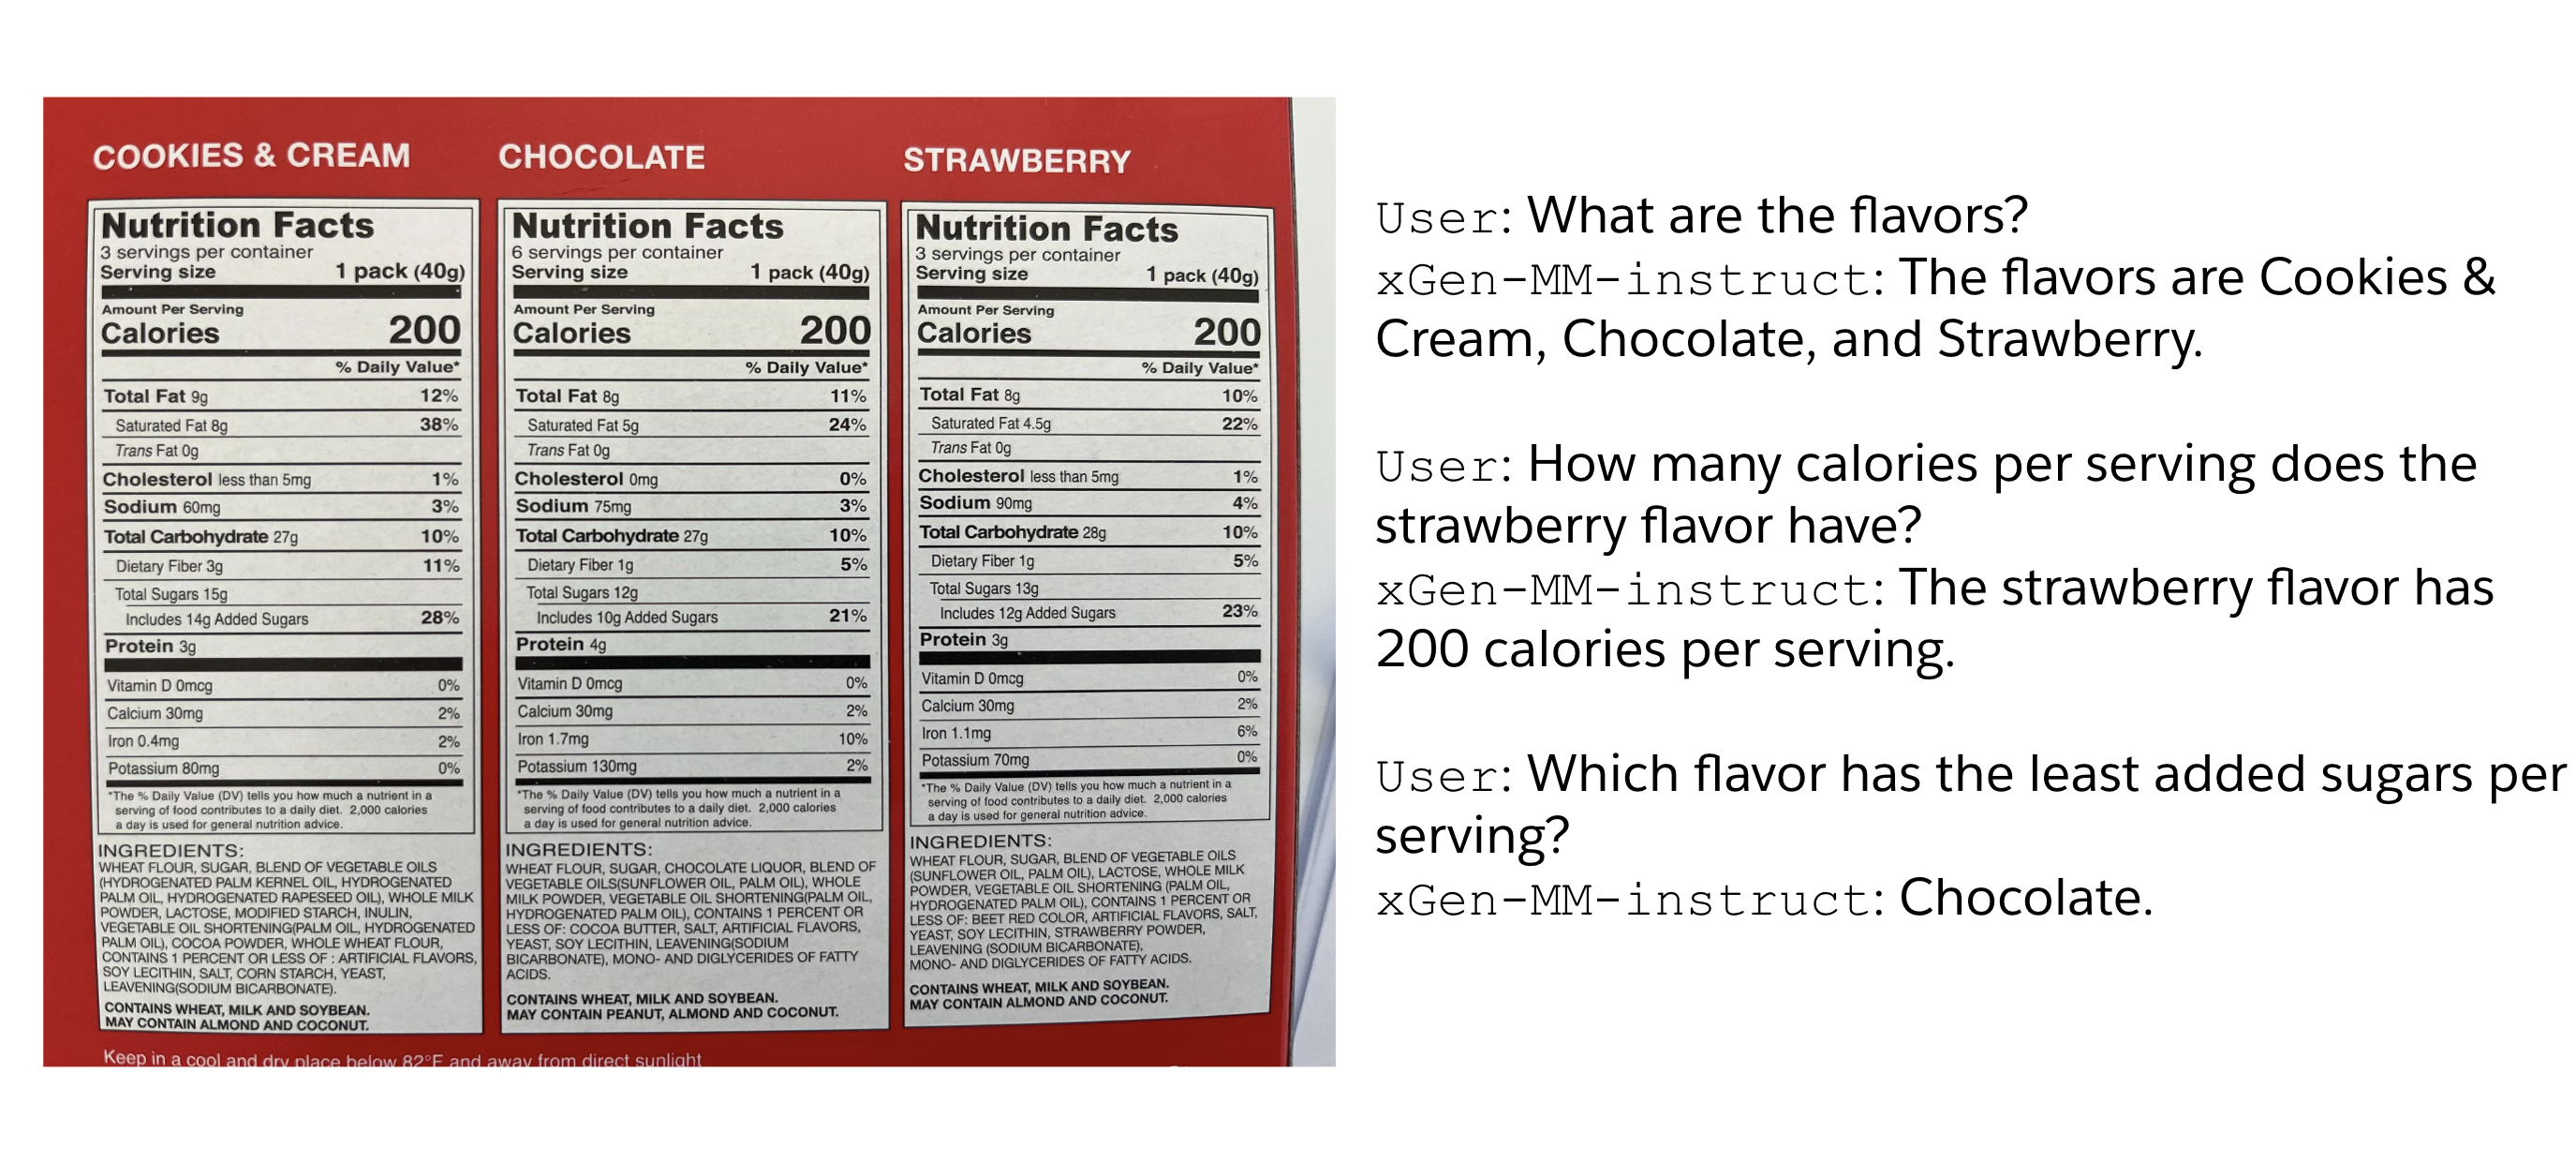 COOKIES & CREAM
Nutrition Facts
3 servings per container
Serving size 1 pack (40g)
Amount Per Serving
Calories 200
% Daily Value*
Total Fat 9g 12%
Saturated Fat 8g 38%
Trans Fat 0g
Cholesterol less than 5mg 1%
Sodium 60mg 3%
Total Carbohydrate 27g 10%
Dietary Fiber 3g 11%
Total Sugars 15g
Includes 14g Added Sugars 28%
Protein 3g
Vitamin D 0mcg 0%
Calcium 30mg 2%
Iron 0.4mg 2%
Potassium 80mg 0%
*The % Daily Value (DV) tells you how much a nutrient in a
serving of food contributes to a daily diet. 2,000 calories
a day is used for general nutrition advice.
INGREDIENTS:
WHEAT FLOUR, SUGAR, BLEND OF VEGETABLE OILS
(HYDROGENATED PALM KERNEL OIL, HYDROGENATED
PALM OIL, HYDROGENATED RAPESEED OIL), WHOLE MILK
POWDER, LACTOSE, MODIFIED STARCH, INULIN,
VEGETABLE OIL SHORTENING(PALM OIL, HYDROGENATED
PALM OIL), COCOA POWDER, WHOLE WHEAT FLOUR,
CONTAINS 1 PERCENT OR LESS OF : ARTIFICIAL FLAVORS,
SOY LECITHIN, SALT, CORN STARCH, YEAST,
LEAVENING(SODIUM BICARBONATE).
CONTAINS WHEAT, MILK AND SOYBEAN.
MAY CONTAIN ALMOND AND COCONUT.
CHOCOLATE
Nutrition Facts
6 servings per container
Serving size 1 pack (40g)
Amount Per Serving
Calories 200
% Daily Value*
Total Fat 8g 11%
Saturated Fat 5g 24%
Trans Fat 0g
Cholesterol 0mg 0%
Sodium 75mg 3%
Total Carbohydrate 27g 10%
Dietary Fiber 1g 5%
Total Sugars 12g
Includes 10g Added Sugars 21%
Protein 4g
Vitamin D 0mcg 0%
Calcium 30mg 2%
Iron 1.7mg 10%
Potassium 130mg 2%
*The % Daily Value (DV) tells you how much a nutrient in a
serving of food contributes to a daily diet. 2,000 calories
a day is used for general nutrition advice.
INGREDIENTS:
WHEAT FLOUR, SUGAR, CHOCOLATE LIQUOR, BLEND OF
VEGETABLE OILS(SUNFLOWER OIL, PALM OIL), WHOLE
MILK POWDER, VEGETABLE OIL SHORTENING(PALM OIL,
HYDROGENATED PALM OIL), CONTAINS 1 PERCENT OR
LESS OF: COCOA BUTTER, SALT, ARTIFICIAL FLAVORS,
YEAST, SOY LECITHIN, LEAVENING(SODIUM
BICARBONATE), MONO- AND DIGLYCERIDES OF FATTY
ACIDS.
CONTAINS WHEAT, MILK AND SOYBEAN.
MAY CONTAIN PEANUT, ALMOND AND COCONUT.
STRAWBERRY
Nutrition Facts
3 servings per container
Serving size 1 pack (40g)
Amount Per Serving
Calories 200
% Daily Value*
Total Fat 8g 10%
Saturated Fat 4.5g 22%
Trans Fat 0g
Cholesterol less than 5mg 1%
Sodium 90mg 4%
Total Carbohydrate 28g 10%
Dietary Fiber 1g 5%
Total Sugars 13g
Includes 12g Added Sugars 23%
Protein 3g
Vitamin D 0mcg 0%
Calcium 30mg 2%
Iron 1.1mg 6%
Potassium 70mg 0%
*The % Daily Value (DV) tells you how much a nutrient in a
serving of food contributes to a daily diet. 2,000 calories
a day is used for general nutrition advice.
INGREDIENTS:
WHEAT FLOUR, SUGAR, BLEND OF VEGETABLE OILS
(SUNFLOWER OIL, PALM OIL), LACTOSE, WHOLE MILK
POWDER, VEGETABLE OIL SHORTENING (PALM OIL,
HYDROGENATED PALM OIL), CONTAINS 1 PERCENT OR
LESS OF: BEET RED COLOR, ARTIFICIAL FLAVORS, SALT,
YEAST, SOY LECITHIN, STRAWBERRY POWDER,
LEAVENING (SODIUM BICARBONATE),
MONO- AND DIGLYCERIDES OF FATTY ACIDS.
CONTAINS WHEAT, MILK AND SOYBEAN.
MAY CONTAIN ALMOND AND COCONUT.
Keep in a cool and dry place below 82°F and away from direct sunlight
User: What are the flavors?
xGen-MM-instruct: The flavors are Cookies &
Cream, Chocolate, and Strawberry.
User: How many calories per serving does the
strawberry flavor have?
xGen-MM-instruct: The strawberry flavor has
200 calories per serving.
User: Which flavor has the least added sugars per
serving?
xGen-MM-instruct: Chocolate.